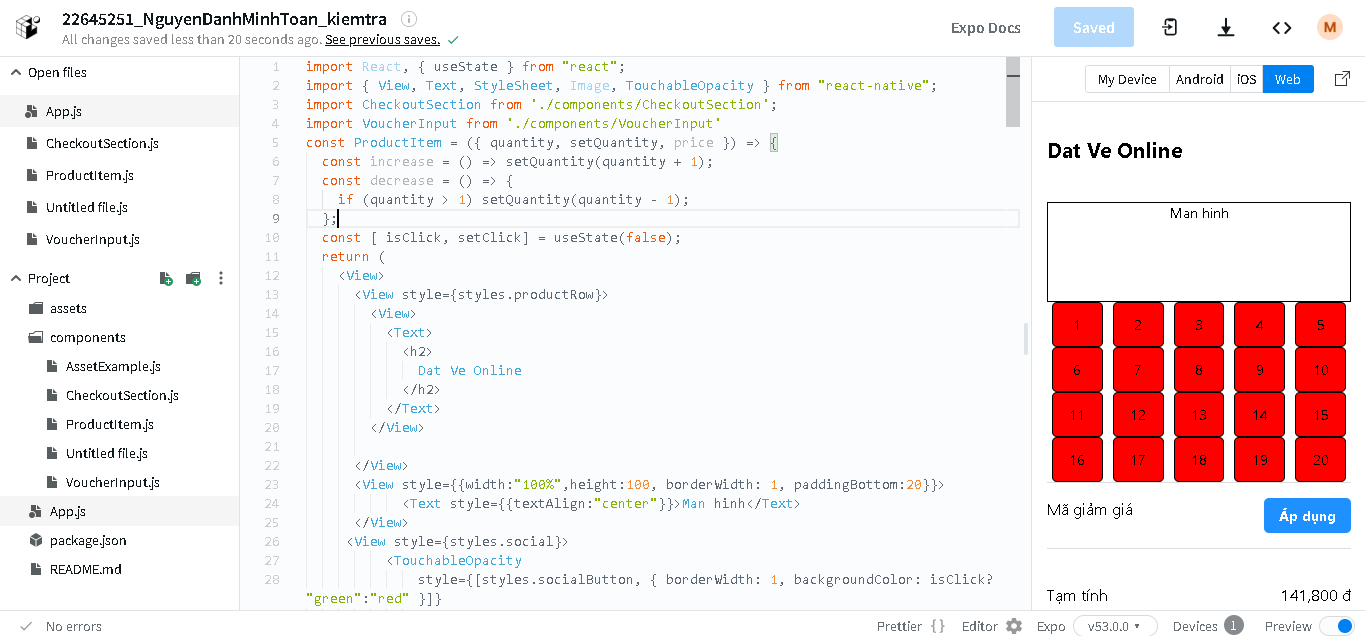 22645251_NguyenDanhMinhToan_kiemtra
All changes saved less than 20 seconds ago. See previous saves.
Expo Docs
Saved
M
Open files
App.js
CheckoutSection.js
ProductItem.js
Untitled file.js
VoucherInput.js
Project
assets
components
AssetExample.js
CheckoutSection.js
ProductItem.js
Untitled file.js
VoucherInput.js
App.js
package.json
README.md
1 import React, { useState } from "react";
2 import { View, Text, StyleSheet, Image, TouchableOpacity } from "react-native";
3 import CheckoutSection from './components/CheckoutSection';
4 import VoucherInput from './components/VoucherInput'
5 const ProductItem = ({ quantity, setQuantity, price }) => {
6 const increase = () => setQuantity(quantity + 1);
7 const decrease = () => {
8 if (quantity > 1) setQuantity(quantity - 1);
9 };
10 const [ isClick, setClick] = useState(false);
11 return (
12 <View>
13 <View style={styles.productRow}>
14 <View>
15 <Text>
16 <h2>
17 Dat Ve Online
18 </h2>
19 </Text>
20 </View>
21
22 </View>
23 <View style={{width:"100%",height:100, borderWidth: 1, paddingBottom:20}}>
24 <Text style={{textAlign:"center"}}>Man hinh</Text>
25 </View>
26 <View style={styles.social}>
27 <TouchableOpacity
28 style={[styles.socialButton, { borderWidth: 1, backgroundColor: isClick?
"green":"red" }]}
My Device Android iOS Web
Dat Ve Online
Man hinh
1 2 3 4 5
6 7 8 9 10
11 12 13 14 15
16 17 18 19 20
Mã giảm giá
Áp dụng
Tạm tính 141,800 đ
No errors
Prettier {} Editor Expo v53.0.0 Devices 1 Preview